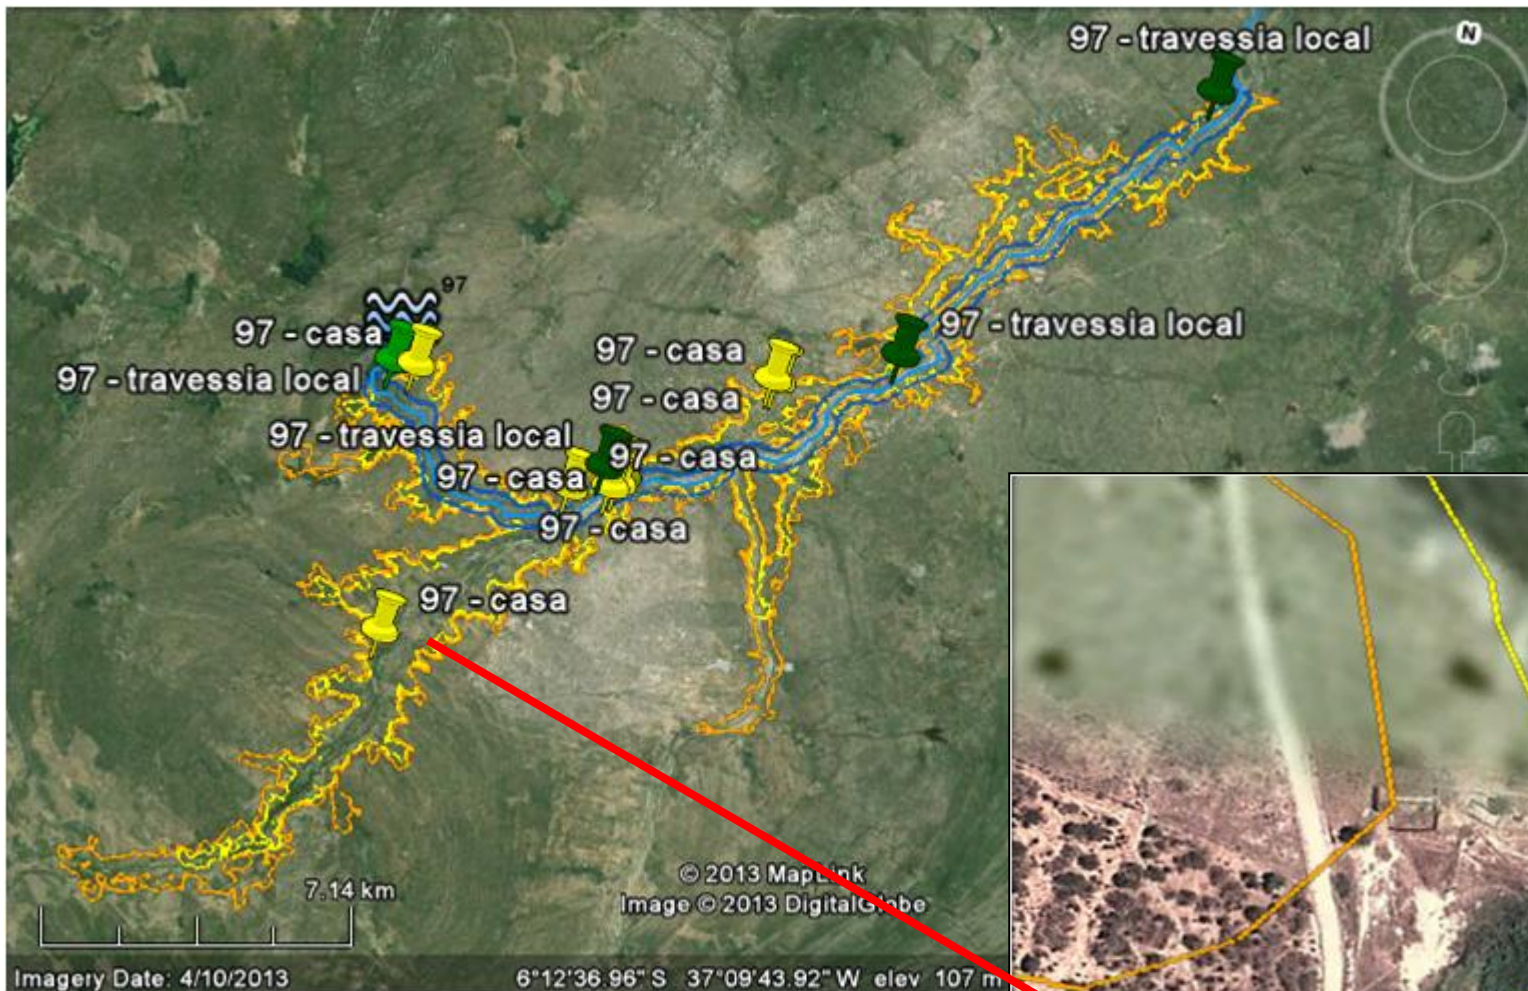 97 - travessia local
N
97
97 - casa
97 - travessia local
97 - casa
97 - travessia local
97 - casa
97 - travessia local
97 - casa
97 - casa
97 - casa
97 - casa
7.14 km
© 2013 MapLink
Image © 2013 DigitalGlobe
Imagery Date: 4/10/2013
6°12'36.96" S 37°09'43.92" W elev 107 m